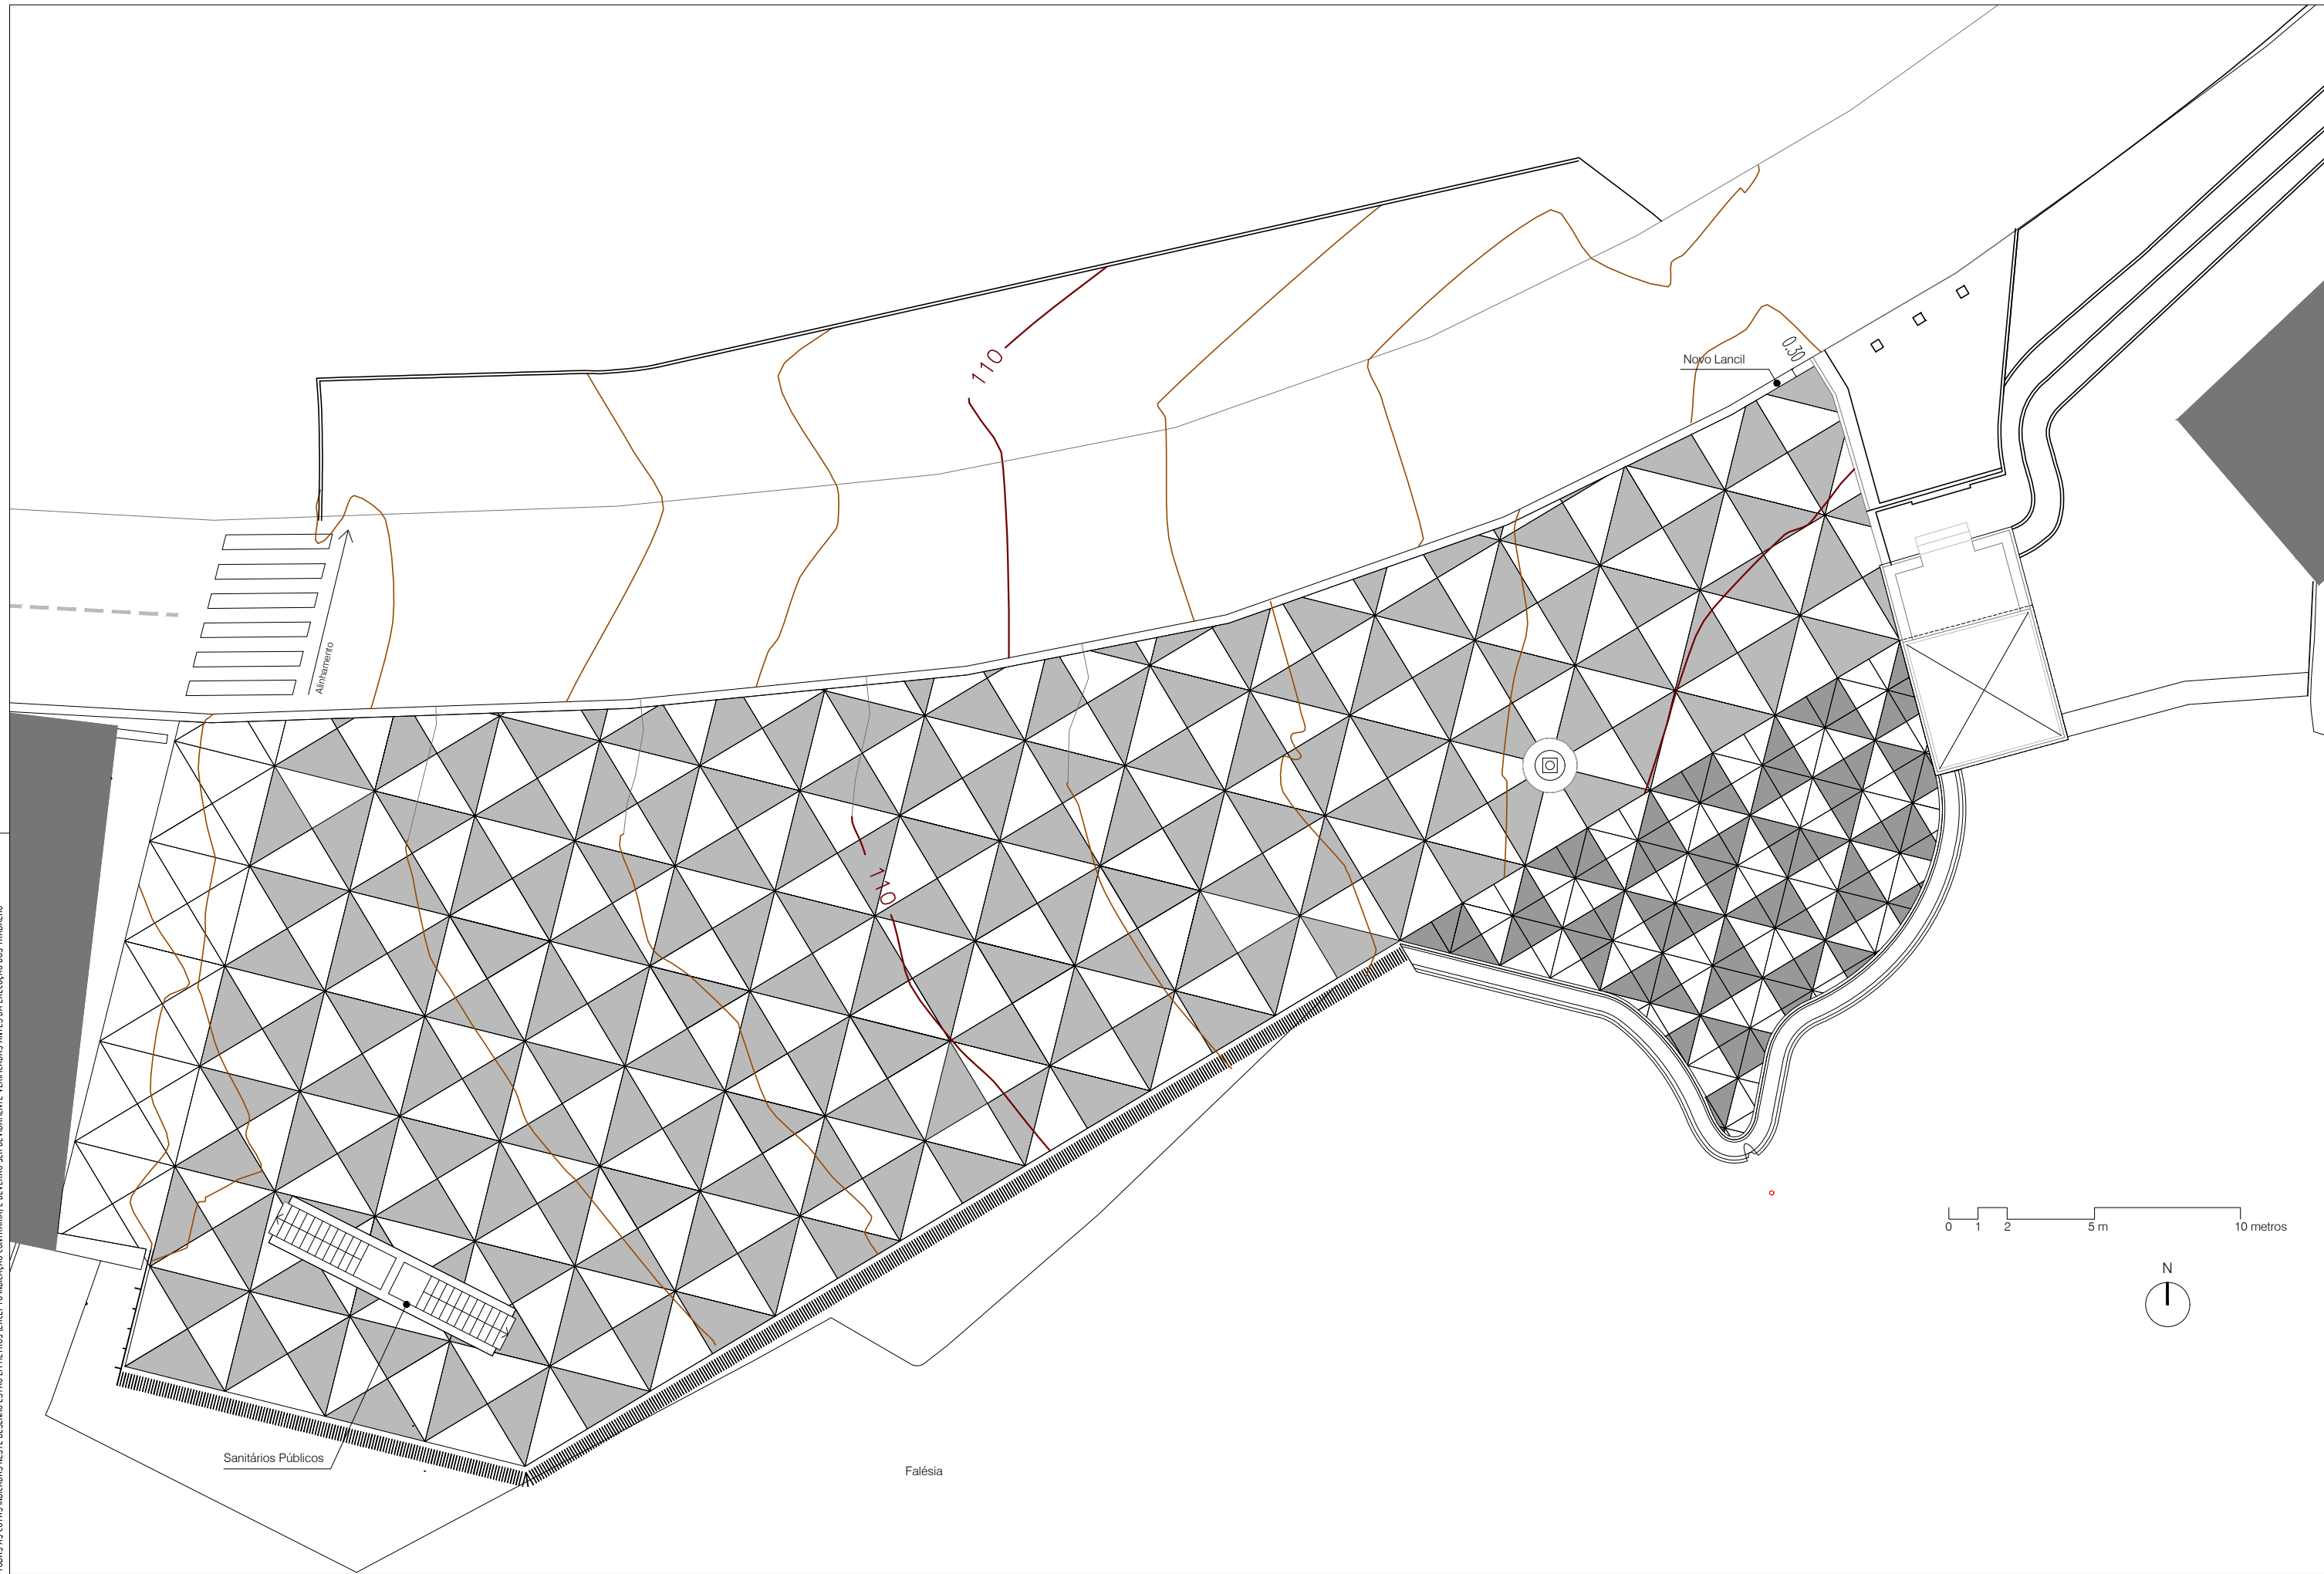 110
0.30
Novo Lancil
Alinhamento
110
0 1 2 5 m 10 metros
N
Sanitários Públicos
Falésia